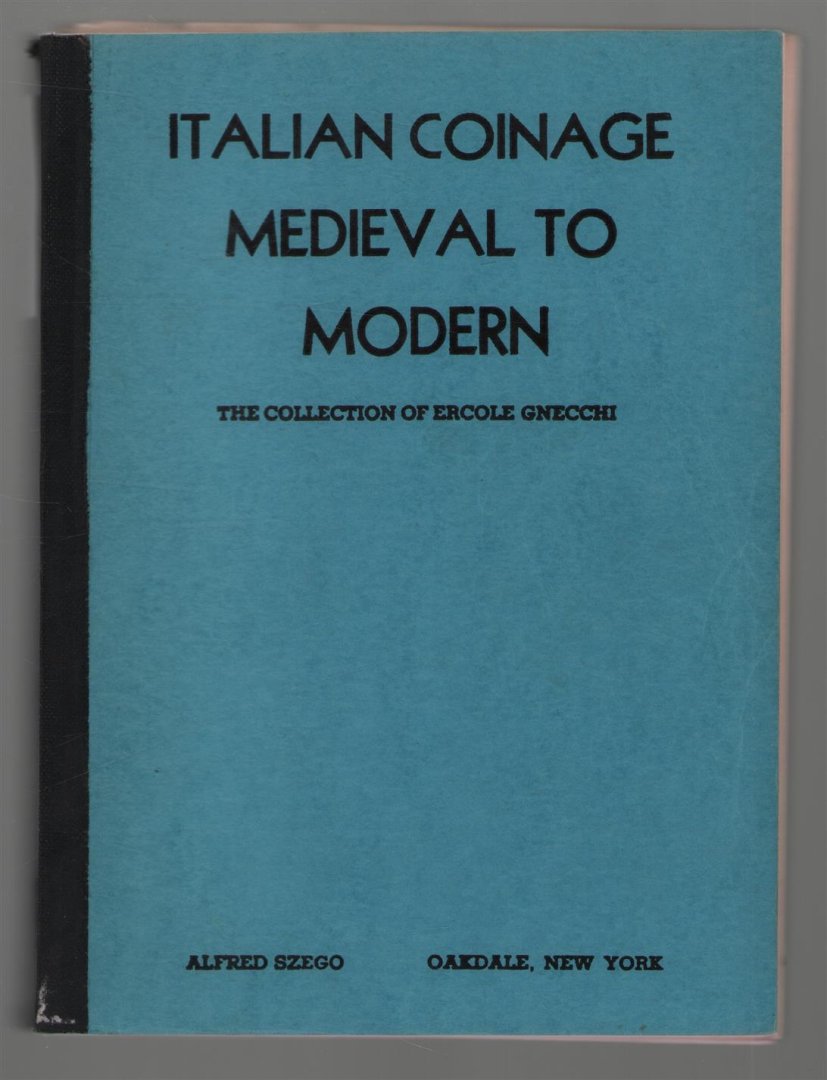 ITALIAN COINAGE
MEDIEVAL TO
MODERN
THE COLLECTION OF ERCOLE GNECCHI
ALFRED SZEGO OAKDALE, NEW YORK